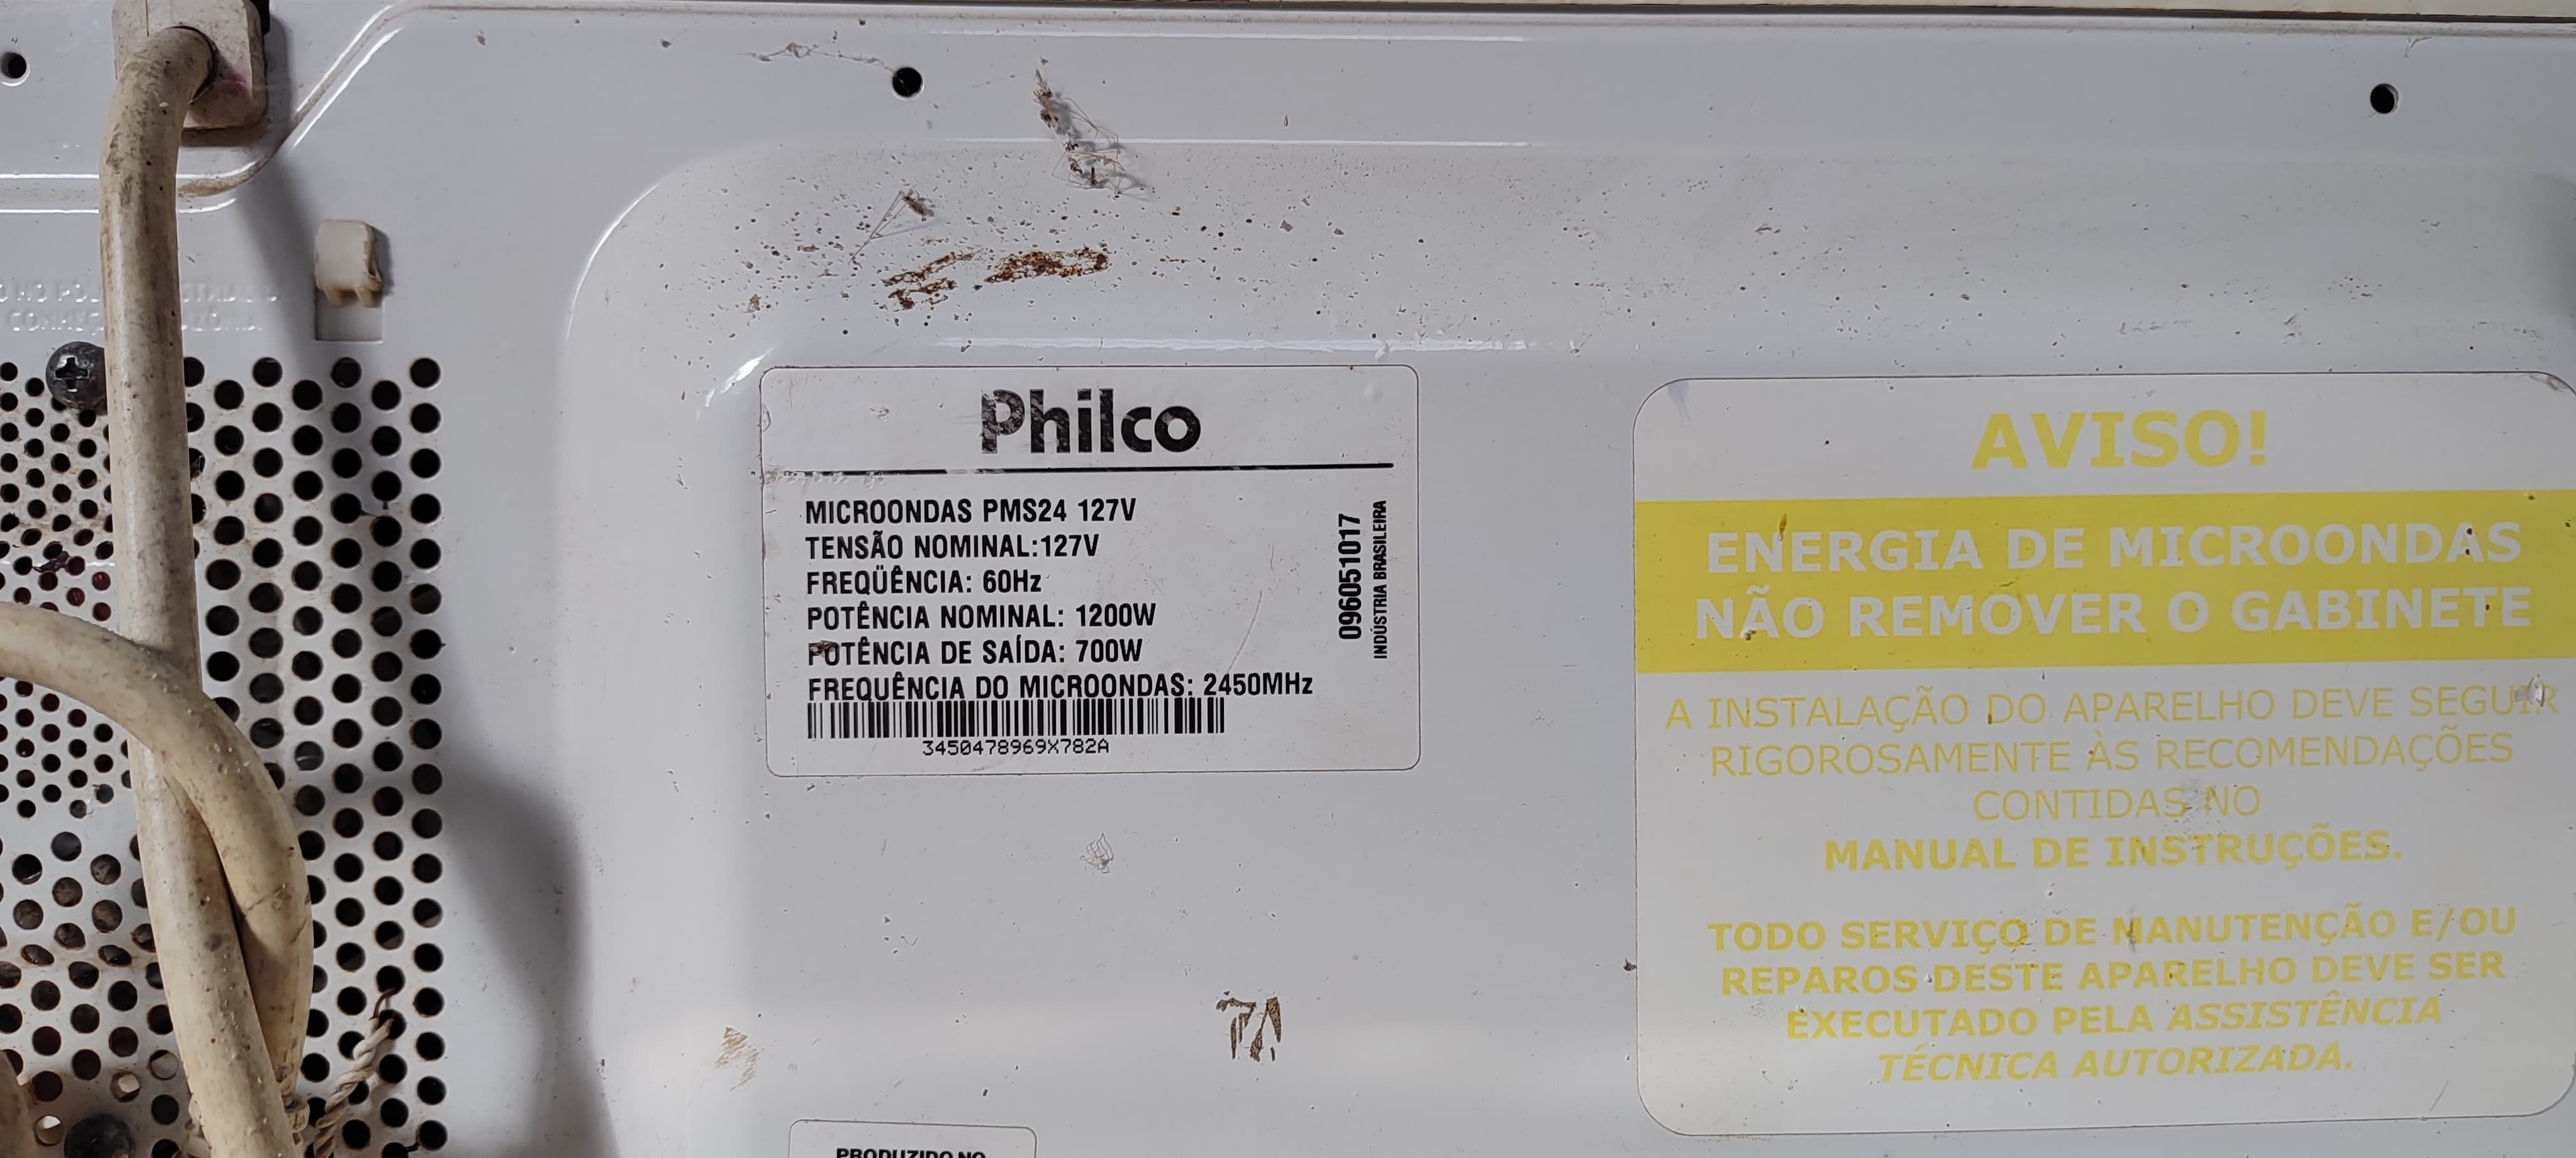 Philco
MICROONDAS PMS24 127V
TENSÃO NOMINAL:127V
FREQÜÊNCIA: 60Hz
POTÊNCIA NOMINAL: 1200W
POTÊNCIA DE SAÍDA: 700W
FREQUÊNCIA DO MICROONDAS: 2450MHz
3450478969X782A
096051017
INDÚSTRIA BRASILEIRA
AVISO!
ENERGIA DE MICROONDAS
NÃO REMOVER O GABINETE
A INSTALAÇÃO DO APARELHO DEVE SEGUIR
RIGOROSAMENTE ÀS RECOMENDAÇÕES
CONTIDAS NO
MANUAL DE INSTRUÇÕES.
TODO SERVIÇO DE MANUTENÇÃO E/OU
REPAROS DESTE APARELHO DEVE SER
EXECUTADO PELA ASSISTÊNCIA
TÉCNICA AUTORIZADA.
PRODUZIDO NO